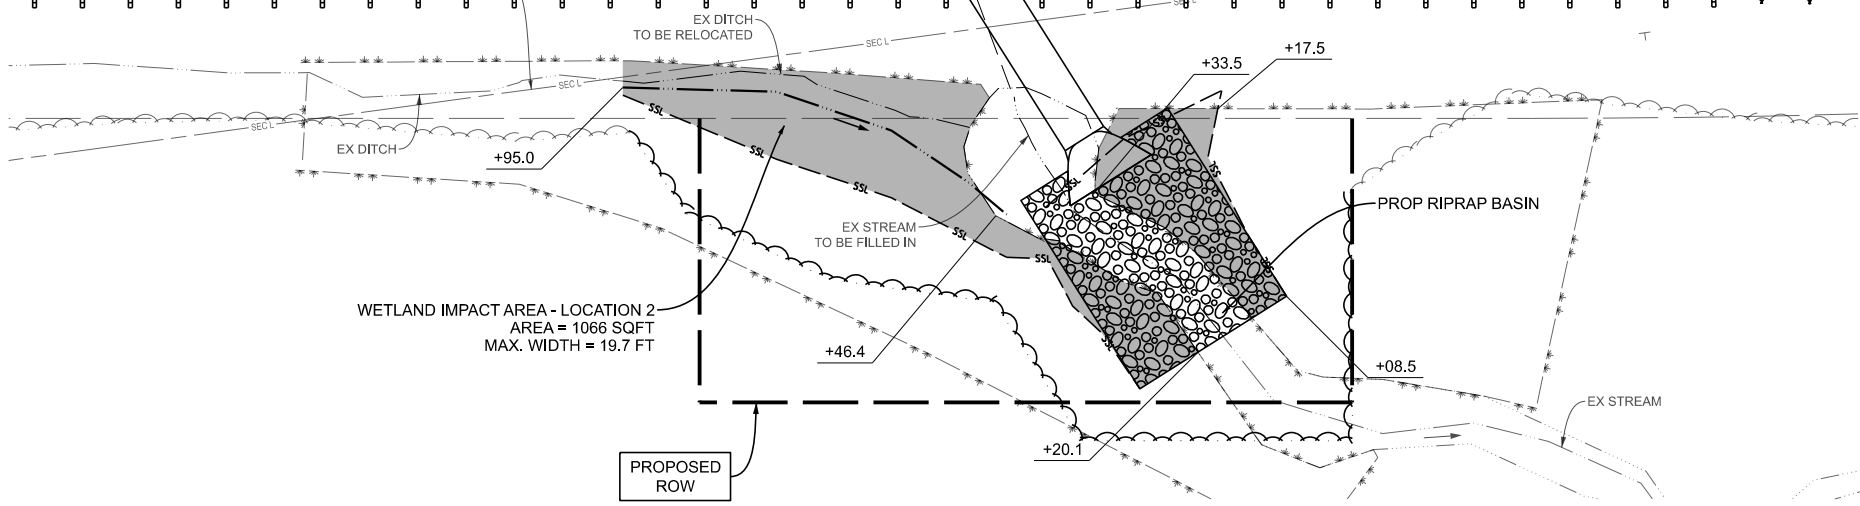 EX DITCH
TO BE RELOCATED
SEC L
SEC L
SEC L
SEC L
+17.5
+33.5
EX DITCH
+95.0
SSL
SSL
SSL
SSL
SSL
SSL
EX STREAM
TO BE FILLED IN
PROP RIPRAP BASIN
WETLAND IMPACT AREA - LOCATION 2
AREA = 1066 SQFT
MAX. WIDTH = 19.7 FT
+46.4
+08.5
EX STREAM
+20.1
PROPOSED
ROW